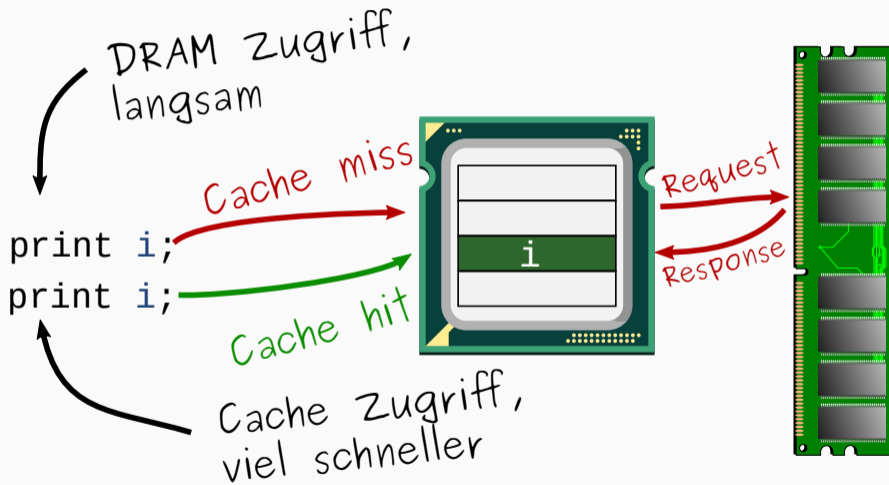 DRAM Zugriff,
langsam
Cache miss
Request
print i;
i
Response
print i;
Cache hit
Cache Zugriff,
viel schneller